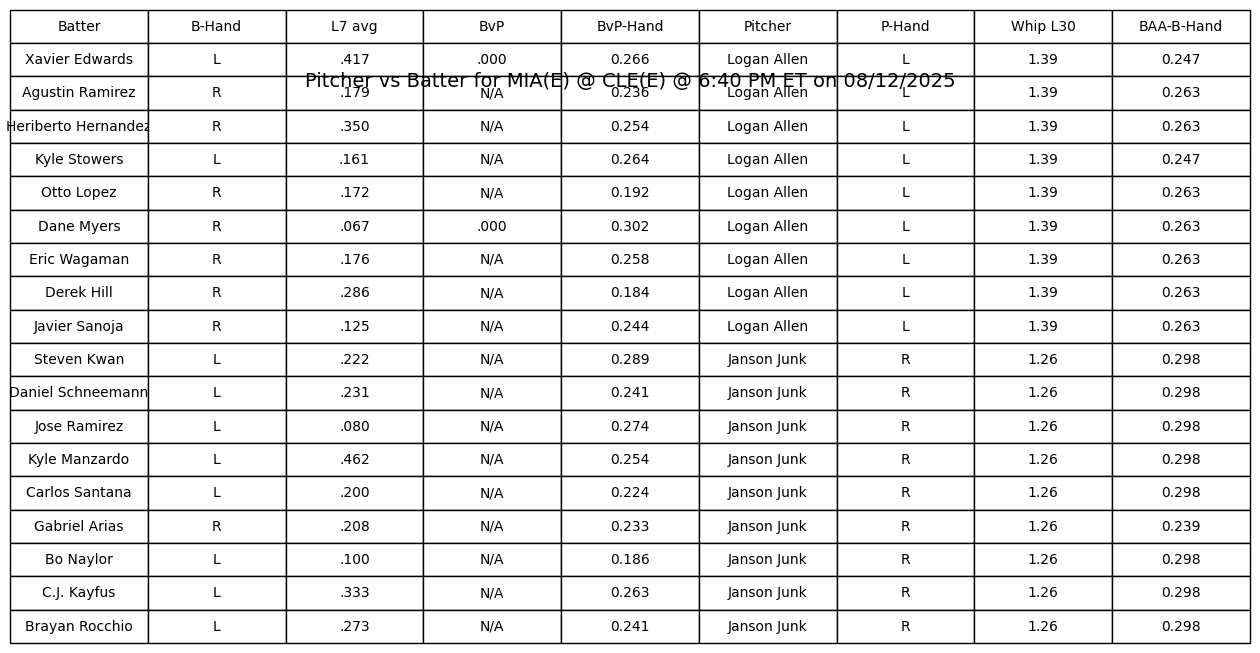 Batter B-Hand L7 avg BvP BvP-Hand Pitcher P-Hand Whip L30 BAA-B-Hand
Xavier Edwards L .417 .000 0.266 Logan Allen L 1.39 0.247
Pitcher vs Batter for MIA(E) @ CLE(E) @ 6:40 PM ET on 08/12/2025
Agustin Ramirez R .179 N/A 0.236 Logan Allen L 1.39 0.263
Heriberto Hernandez R .350 N/A 0.254 Logan Allen L 1.39 0.263
Kyle Stowers L .161 N/A 0.264 Logan Allen L 1.39 0.247
Otto Lopez R .172 N/A 0.192 Logan Allen L 1.39 0.263
Dane Myers R .067 .000 0.302 Logan Allen L 1.39 0.263
Eric Wagaman R .176 N/A 0.258 Logan Allen L 1.39 0.263
Derek Hill R .286 N/A 0.184 Logan Allen L 1.39 0.263
Javier Sanoja R .125 N/A 0.244 Logan Allen L 1.39 0.263
Steven Kwan L .222 N/A 0.289 Janson Junk R 1.26 0.298
Daniel Schneemann L .231 N/A 0.241 Janson Junk R 1.26 0.298
Jose Ramirez L .080 N/A 0.274 Janson Junk R 1.26 0.298
Kyle Manzardo L .462 N/A 0.254 Janson Junk R 1.26 0.298
Carlos Santana L .200 N/A 0.224 Janson Junk R 1.26 0.298
Gabriel Arias R .208 N/A 0.233 Janson Junk R 1.26 0.239
Bo Naylor L .100 N/A 0.186 Janson Junk R 1.26 0.298
C.J. Kayfus L .333 N/A 0.263 Janson Junk R 1.26 0.298
Brayan Rocchio L .273 N/A 0.241 Janson Junk R 1.26 0.298